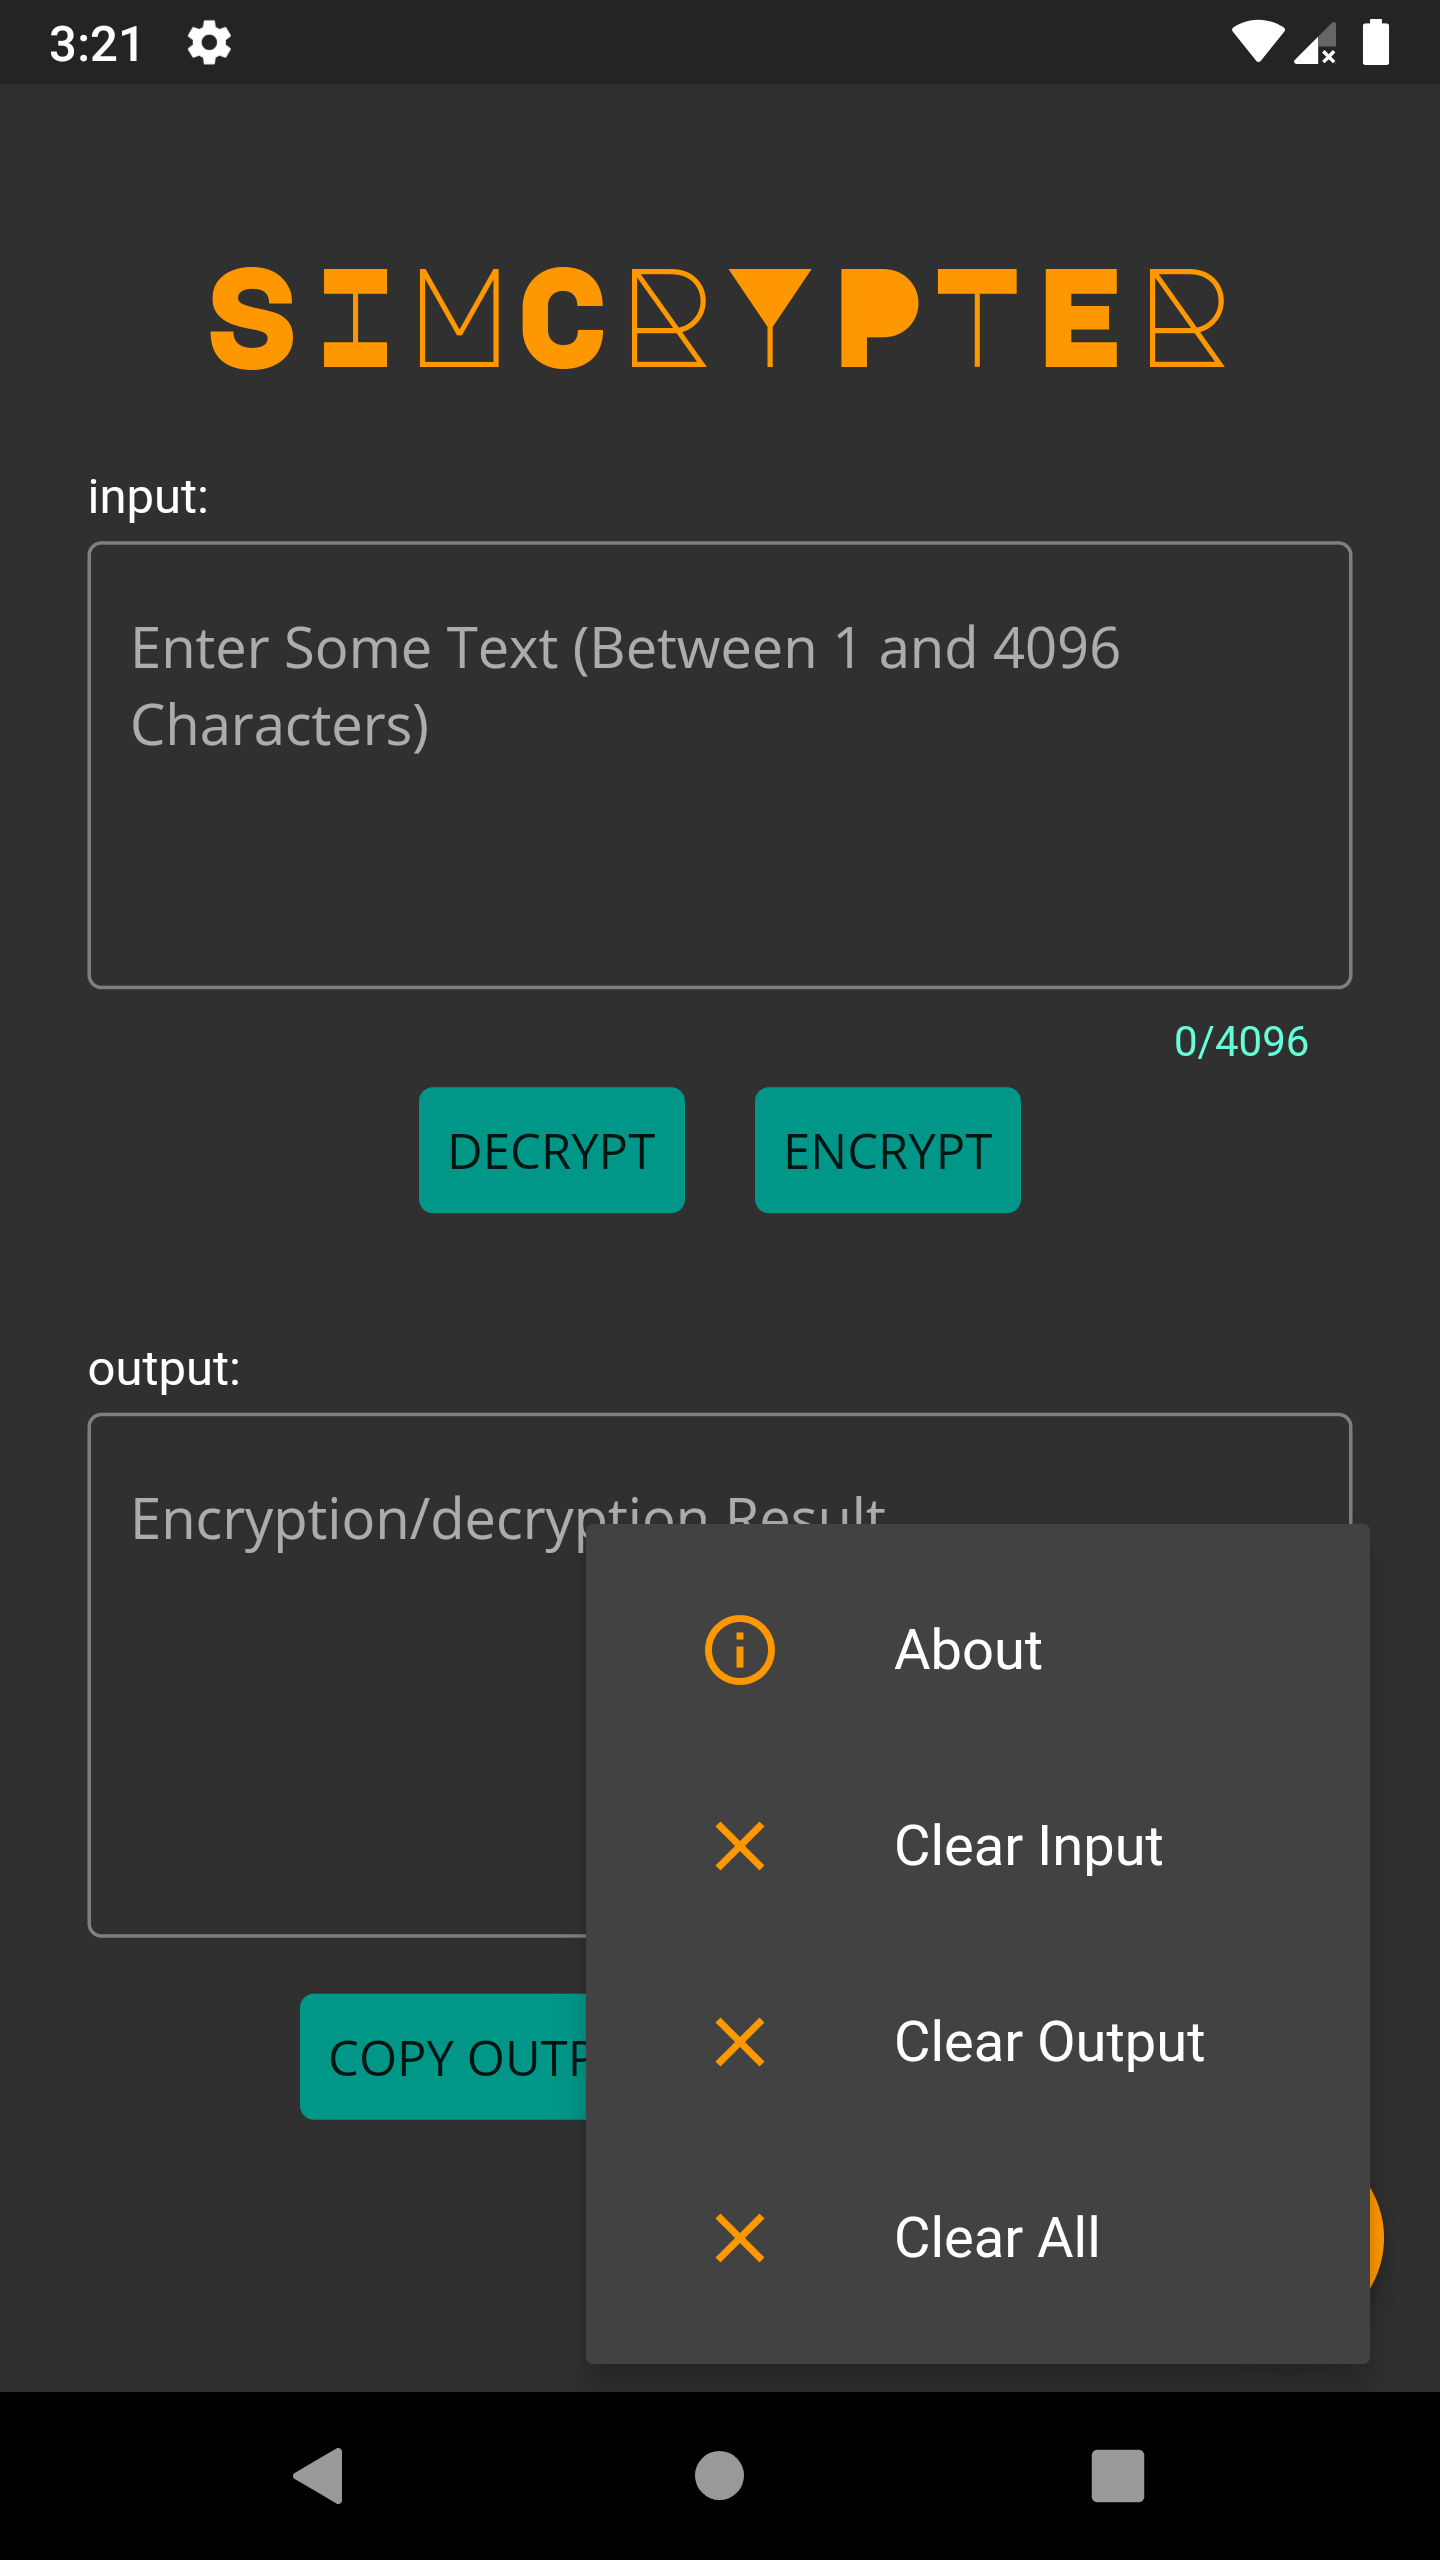 3:21
SIMCRYPTER
input:
Enter Some Text (Between 1 and 4096
Characters)
0/4096
DECRYPT
ENCRYPT
output:
Encryption/decryption Result
About
Clear Input
Clear Output
COPY OUTP
Clear All